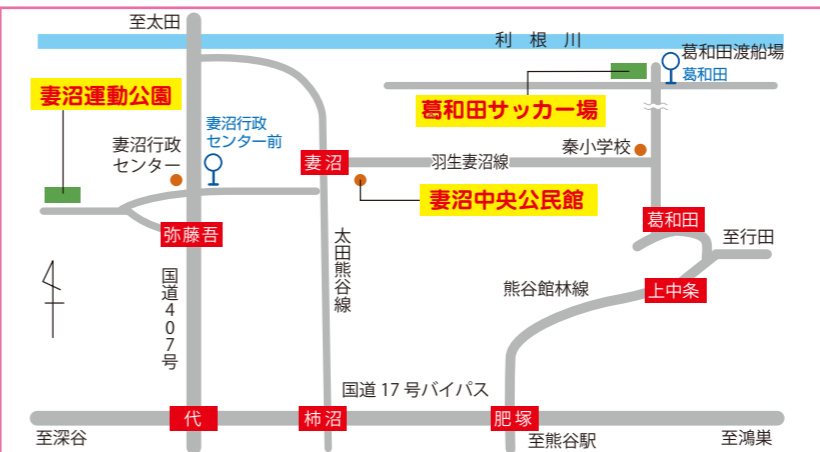 至太田
利根川
葛和田渡船場
葛和田
妻沼運動公園
葛和田サッカー場
妻沼行政
センター
妻沼行政
センター前
秦小学校
妻沼
羽生妻沼線
妻沼中央公民館
葛和田
弥藤吾
至行田
太田熊谷線
国道407号
熊谷館林線
上中条
国道17号バイパス
代
柿沼
肥塚
至深谷
至熊谷駅
至鴻巣